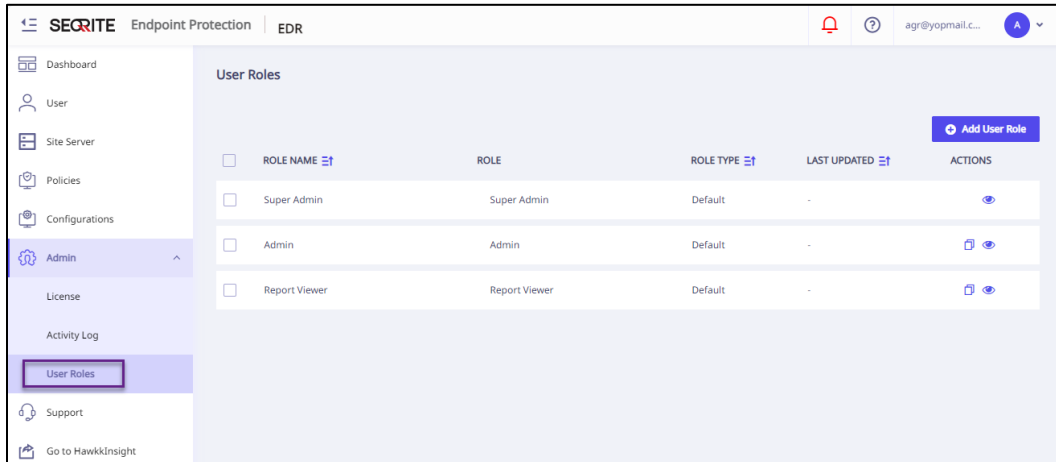 SEQRITE Endpoint Protection EDR agr@yopmail.c... A
Dashboard
User
Site Server
Policies
Configurations
Admin
License
Activity Log
User Roles
Support
Go to HawkkInsight
User Roles
Add User Role
ROLE NAME ROLE ROLE TYPE LAST UPDATED ACTIONS
Super Admin Super Admin Default -
Admin Admin Default -
Report Viewer Report Viewer Default -